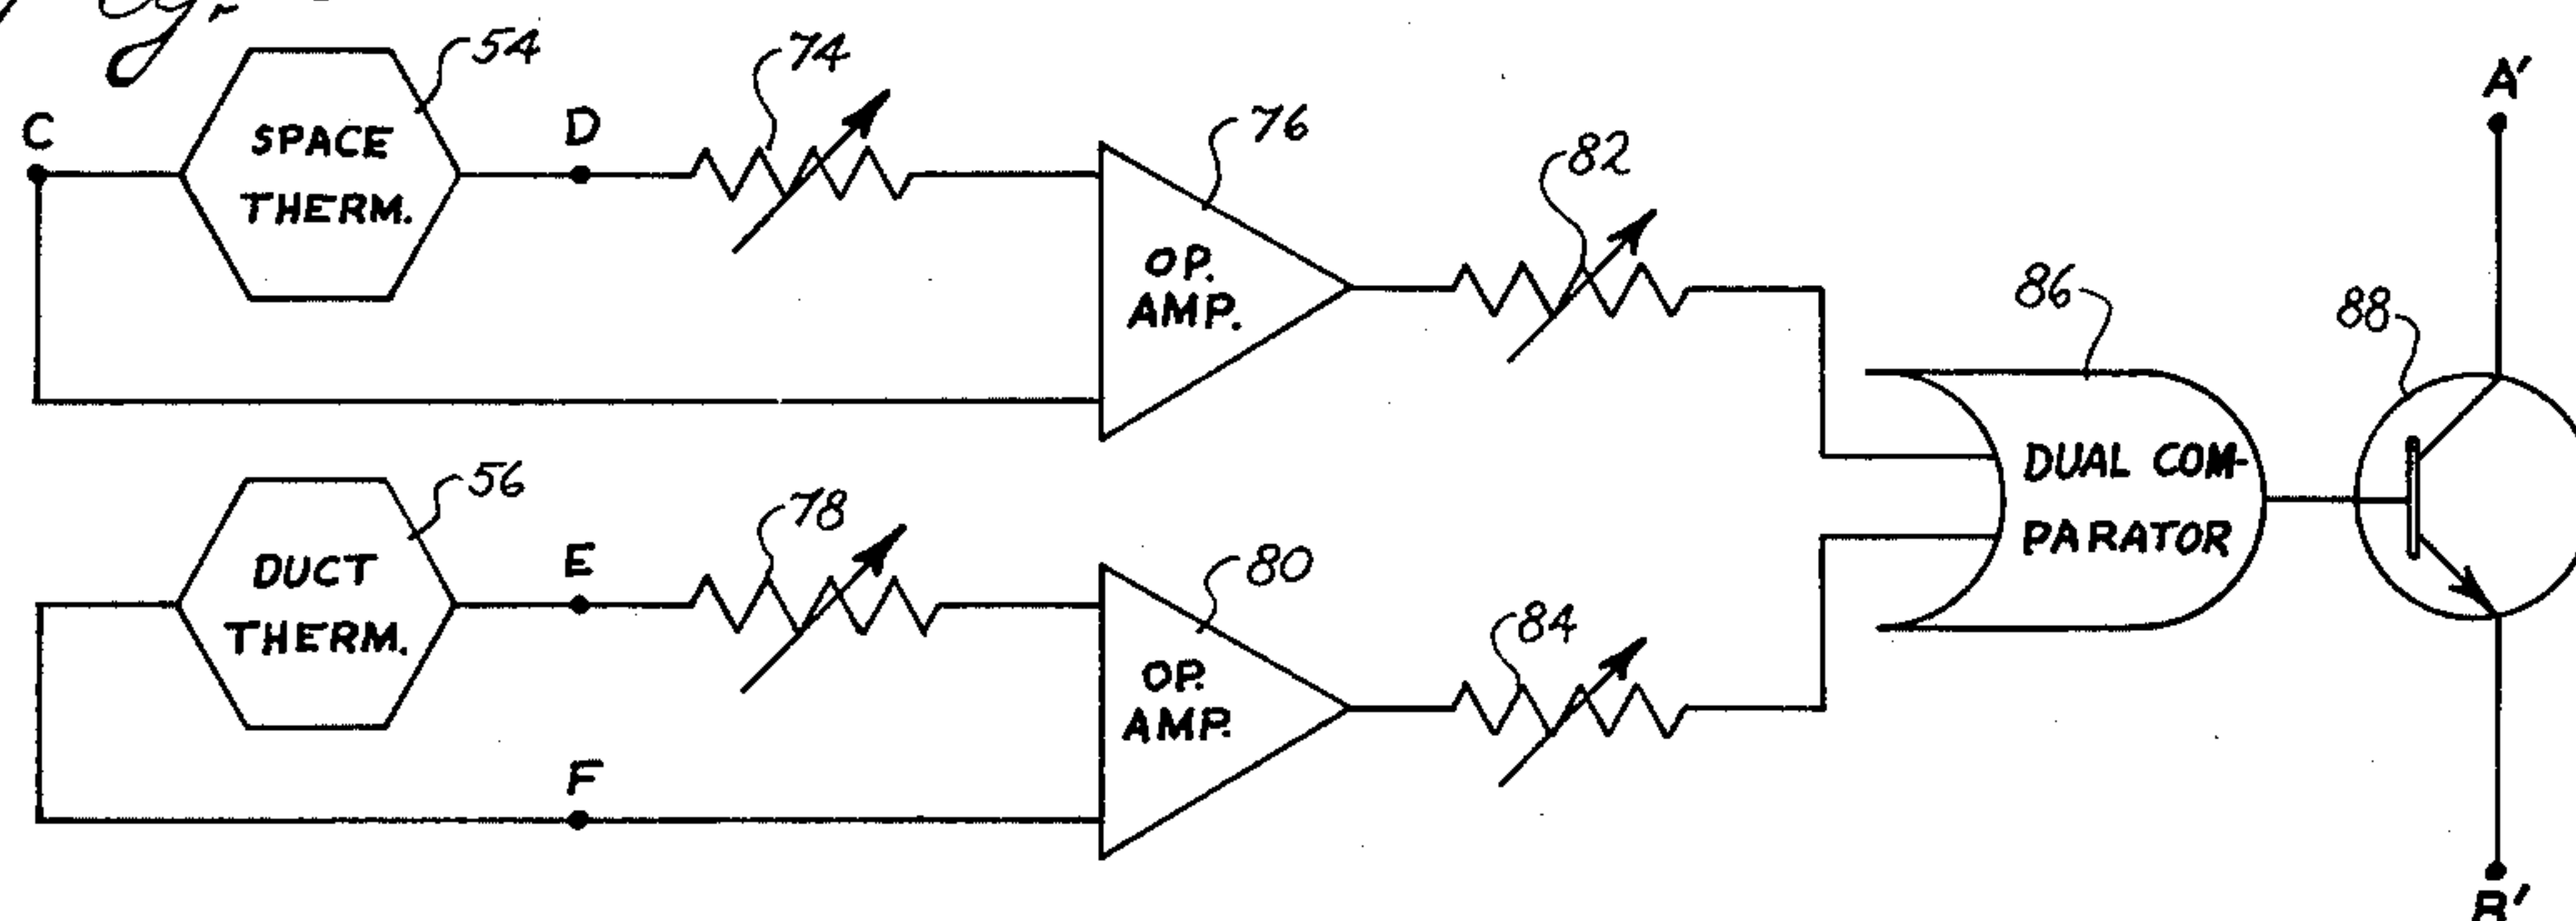 54
74
A'
C
SPACE
THERM.
D
76
82
OP.
AMP.
86
88
DUAL COM-
PARATOR
56
DUCT
THERM.
E
78
80
84
OP.
AMP.
F
B'